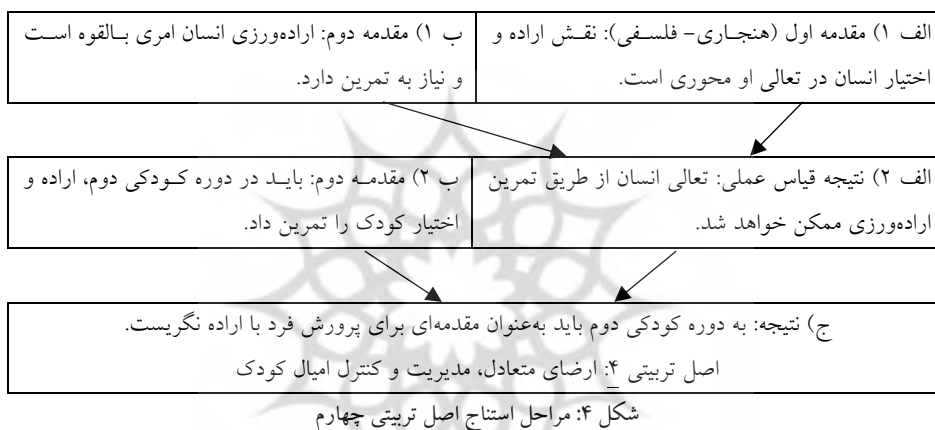 الف ۱) مقدمه اول (هنجاری- فلسفی): نقش اراده و
اختیار انسان در تعالی او محوری است.
ب ۱) مقدمه دوم: اراده‌ورزی انسان امری بالقوه است
و نیاز به تمرین دارد.
الف ۲) نتیجه قیاس عملی: تعالی انسان از طریق تمرین
اراده‌ورزی ممکن خواهد شد.
ب ۲) مقدمه دوم: باید در دوره کودکی دوم، اراده و
اختیار کودک را تمرین داد.
ج) نتیجه: به دوره کودکی دوم باید به‌عنوان مقدمه‌ای برای پرورش فرد با اراده نگریست.
اصل تربیتی ۴: ارضای متعادل، مدیریت و کنترل امیال کودک
شکل ۴: مراحل استناج اصل تربیتی چهارم